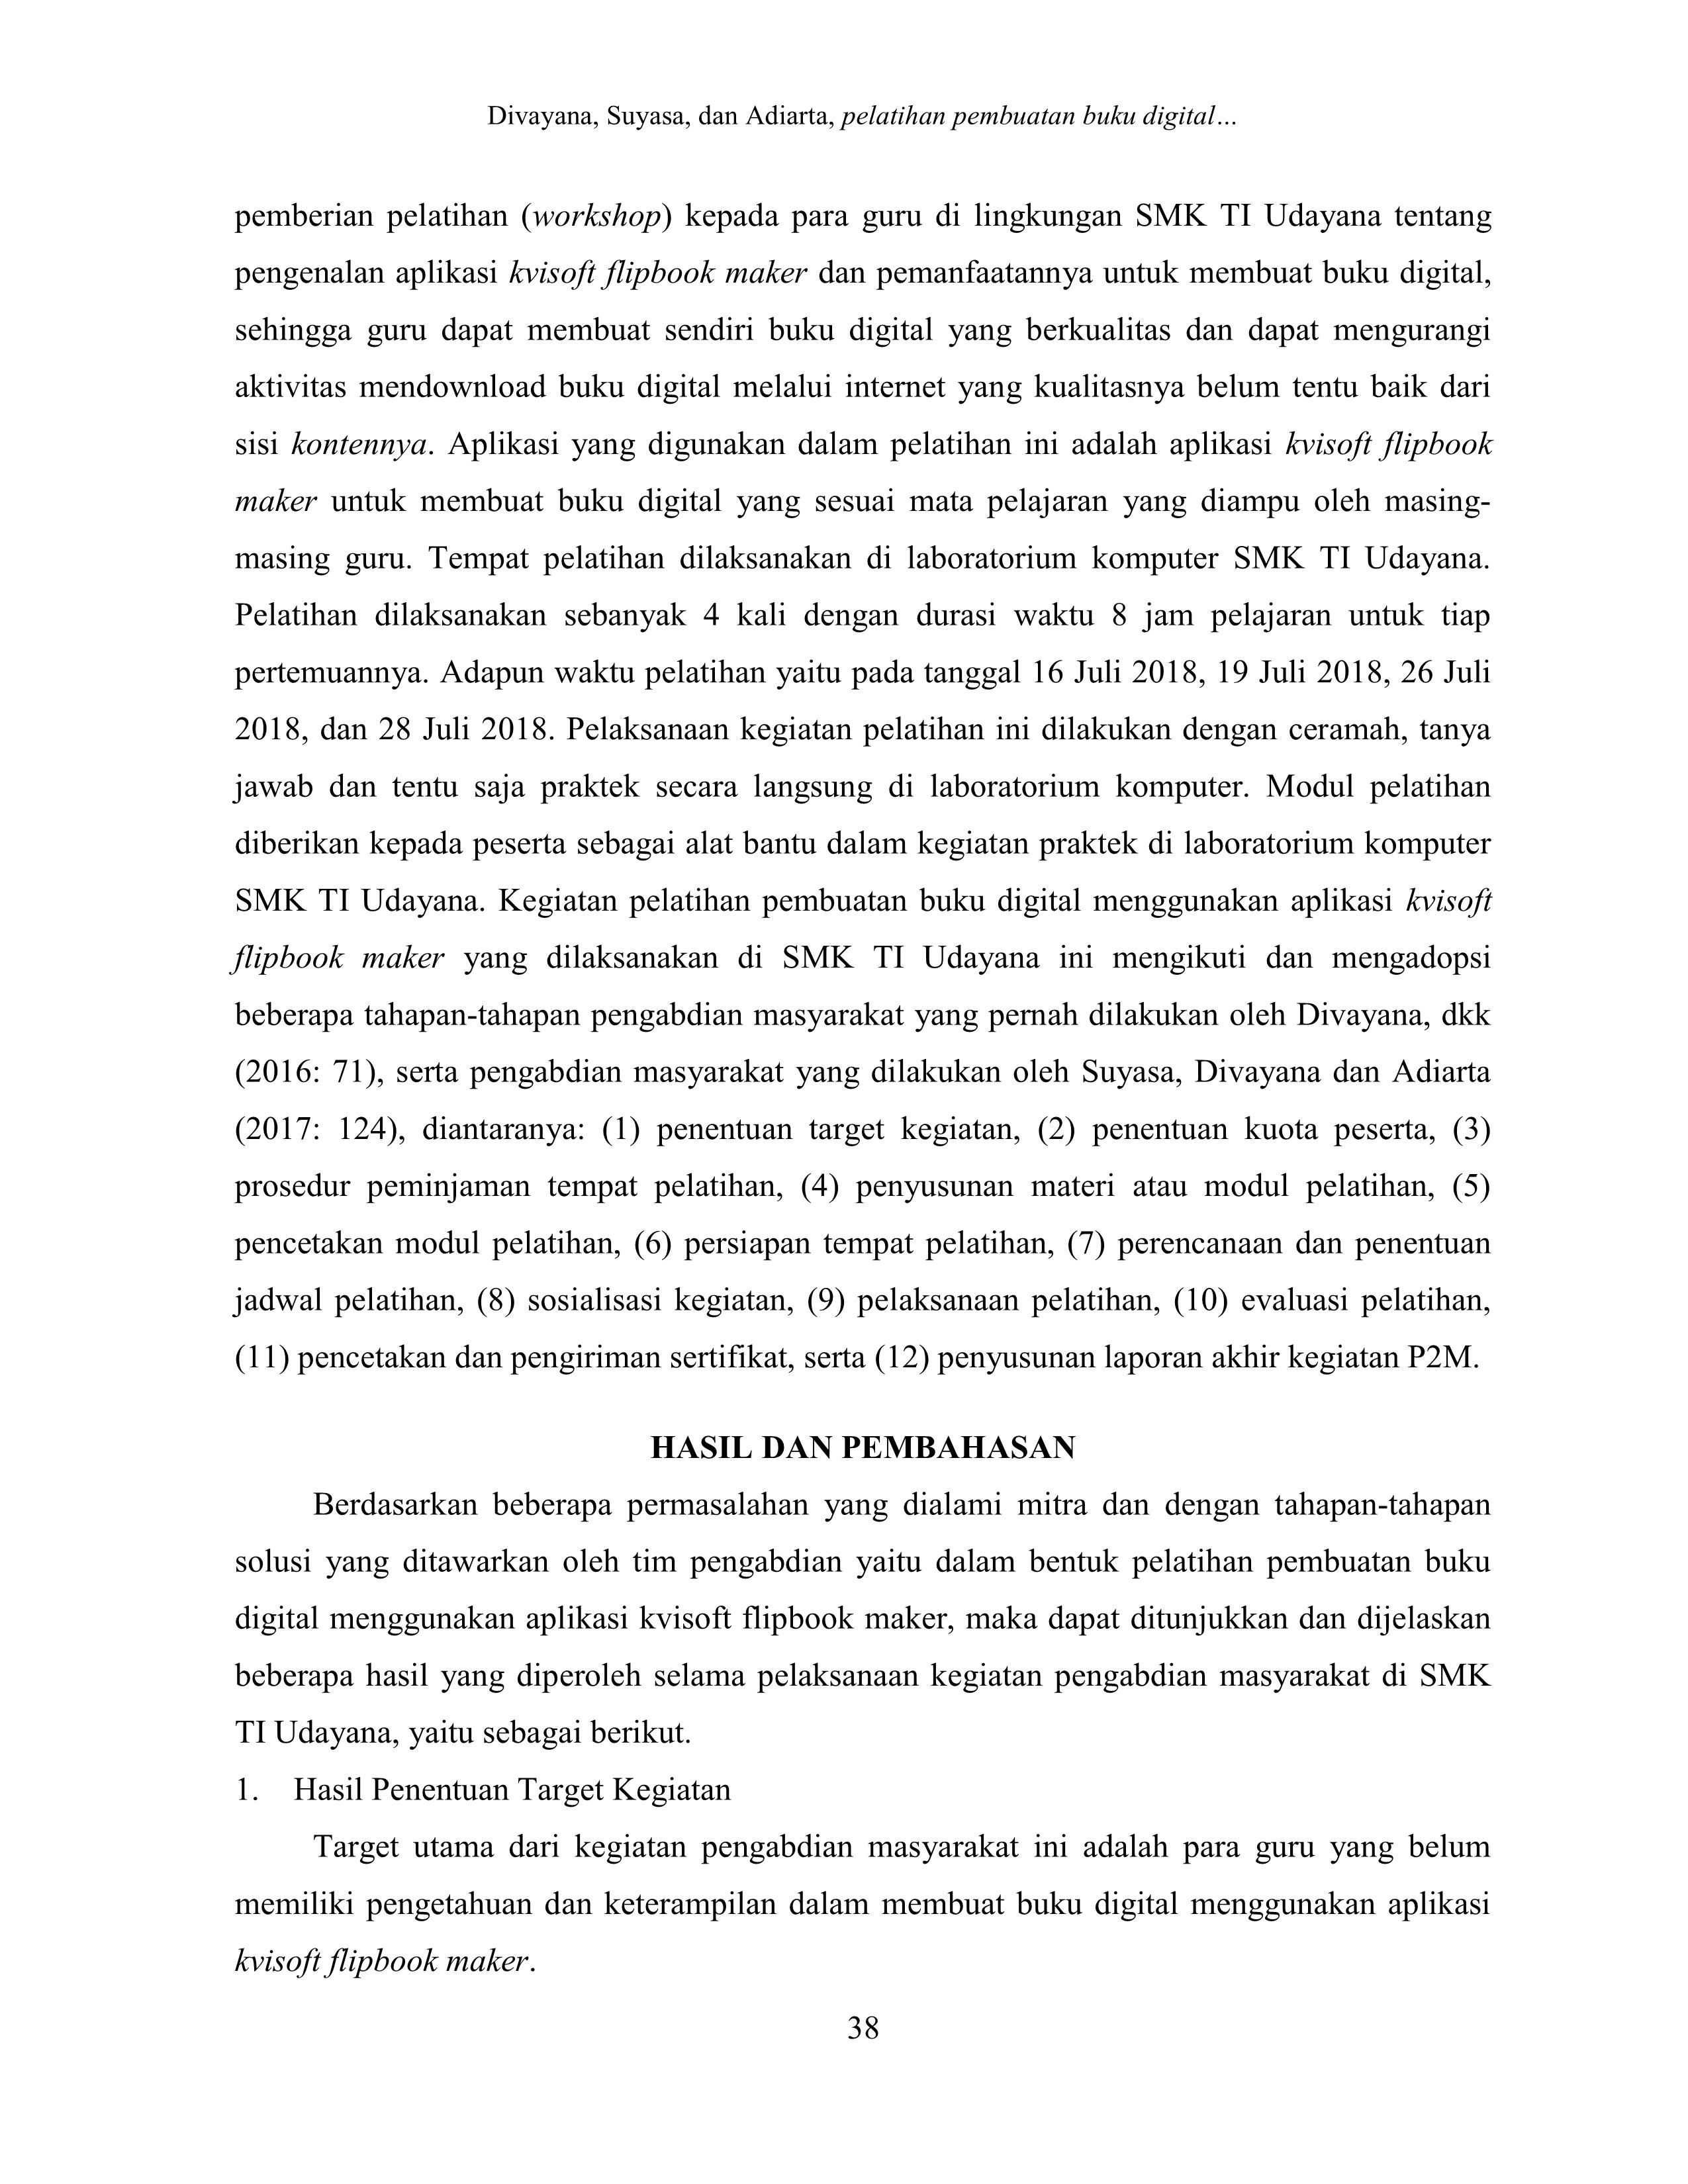 Divayana, Suyasa, dan Adiarta, pelatihan pembuatan buku digital…
pemberian pelatihan (workshop) kepada para guru di lingkungan SMK TI Udayana tentang
pengenalan aplikasi kvisoft flipbook maker dan pemanfaatannya untuk membuat buku digital,
sehingga guru dapat membuat sendiri buku digital yang berkualitas dan dapat mengurangi
aktivitas mendownload buku digital melalui internet yang kualitasnya belum tentu baik dari
sisi kontennya. Aplikasi yang digunakan dalam pelatihan ini adalah aplikasi kvisoft flipbook
maker untuk membuat buku digital yang sesuai mata pelajaran yang diampu oleh masing-
masing guru. Tempat pelatihan dilaksanakan di laboratorium komputer SMK TI Udayana.
Pelatihan dilaksanakan sebanyak 4 kali dengan durasi waktu 8 jam pelajaran untuk tiap
pertemuannya. Adapun waktu pelatihan yaitu pada tanggal 16 Juli 2018, 19 Juli 2018, 26 Juli
2018, dan 28 Juli 2018. Pelaksanaan kegiatan pelatihan ini dilakukan dengan ceramah, tanya
jawab dan tentu saja praktek secara langsung di laboratorium komputer. Modul pelatihan
diberikan kepada peserta sebagai alat bantu dalam kegiatan praktek di laboratorium komputer
SMK TI Udayana. Kegiatan pelatihan pembuatan buku digital menggunakan aplikasi kvisoft
flipbook maker yang dilaksanakan di SMK TI Udayana ini mengikuti dan mengadopsi
beberapa tahapan-tahapan pengabdian masyarakat yang pernah dilakukan oleh Divayana, dkk
(2016: 71), serta pengabdian masyarakat yang dilakukan oleh Suyasa, Divayana dan Adiarta
(2017: 124), diantaranya: (1) penentuan target kegiatan, (2) penentuan kuota peserta, (3)
prosedur peminjaman tempat pelatihan, (4) penyusunan materi atau modul pelatihan, (5)
pencetakan modul pelatihan, (6) persiapan tempat pelatihan, (7) perencanaan dan penentuan
jadwal pelatihan, (8) sosialisasi kegiatan, (9) pelaksanaan pelatihan, (10) evaluasi pelatihan,
(11) pencetakan dan pengiriman sertifikat, serta (12) penyusunan laporan akhir kegiatan P2M.
HASIL DAN PEMBAHASAN
Berdasarkan beberapa permasalahan yang dialami mitra dan dengan tahapan-tahapan
solusi yang ditawarkan oleh tim pengabdian yaitu dalam bentuk pelatihan pembuatan buku
digital menggunakan aplikasi kvisoft flipbook maker, maka dapat ditunjukkan dan dijelaskan
beberapa hasil yang diperoleh selama pelaksanaan kegiatan pengabdian masyarakat di SMK
TI Udayana, yaitu sebagai berikut.
1. Hasil Penentuan Target Kegiatan
Target utama dari kegiatan pengabdian masyarakat ini adalah para guru yang belum
memiliki pengetahuan dan keterampilan dalam membuat buku digital menggunakan aplikasi
kvisoft flipbook maker.
38